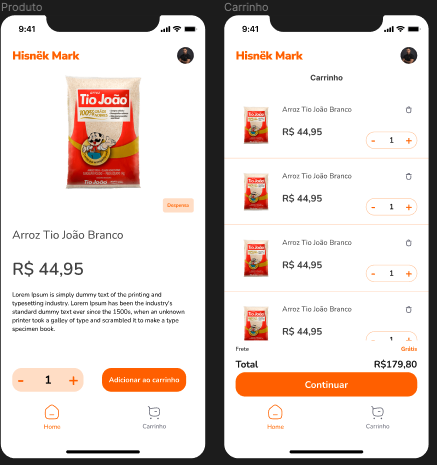 Produto
9:41
Hisnëk Mark
Tio João
100% GRÃOS NOBRES
Tio João
Despensa
Arroz Tio João Branco
R$ 44,95
Lorem Ipsum is simply dummy text of the printing and
typesetting industry. Lorem Ipsum has been the industry's
standard dummy text ever since the 1500s, when an unknown
printer took a galley of type and scrambled it to make a type
specimen book.
- 1 +
Adicionar ao carrinho
Home
Carrinho
Carrinho
9:41
Hisnëk Mark
Carrinho
Arroz Tio João Branco
R$ 44,95
- 1 +
Arroz Tio João Branco
R$ 44,95
- 1 +
Arroz Tio João Branco
R$ 44,95
- 1 +
Arroz Tio João Branco
R$ 44,95
- 1 +
Frete
Grátis
Total
R$179,80
Continuar
Home
Carrinho